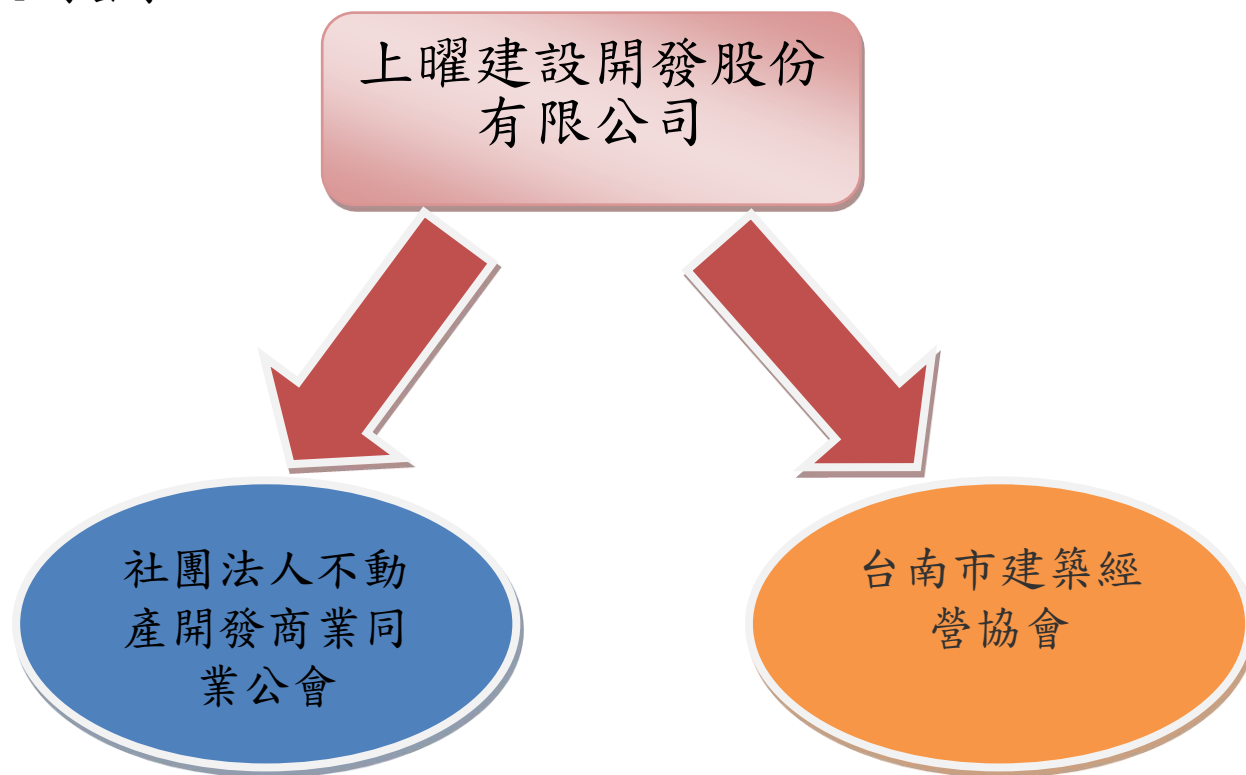 上曜建設開發股份
有限公司
社團法人不動
產開發商業同
業公會
台南市建築經
營協會